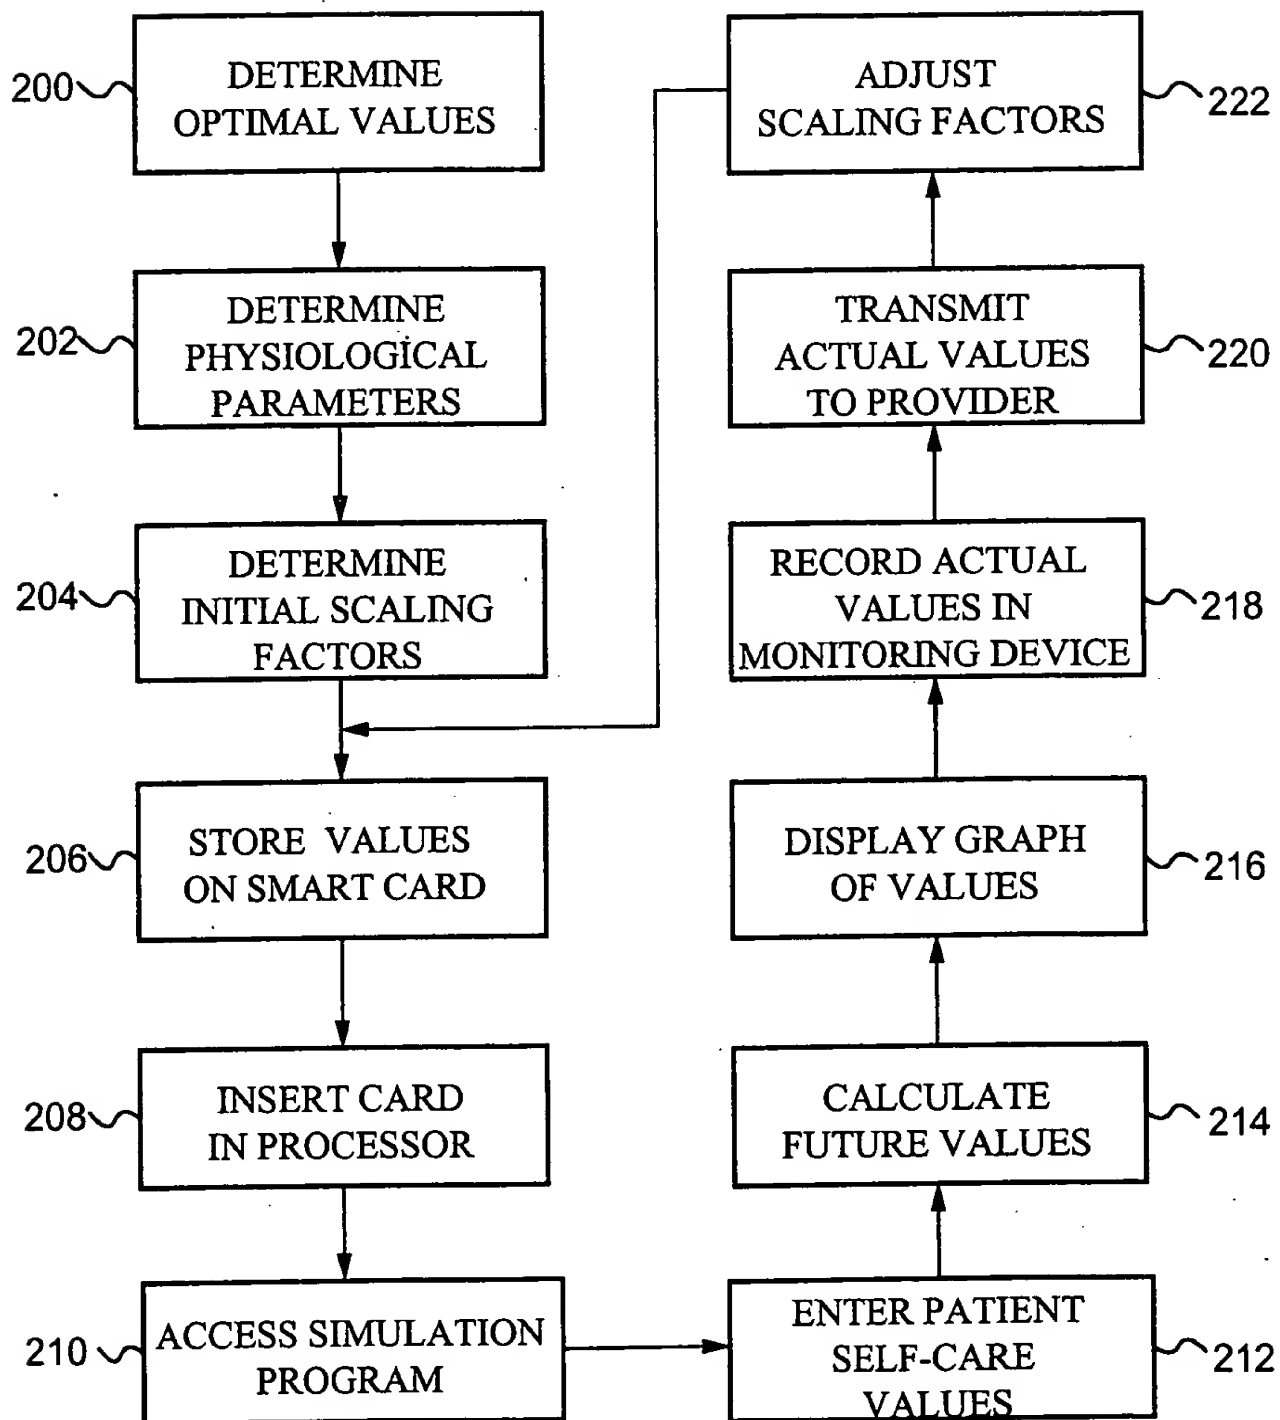 200
DETERMINE
OPTIMAL VALUES
202
DETERMINE
PHYSIOLOGICAL
PARAMETERS
204
DETERMINE
INITIAL SCALING
FACTORS
206
STORE VALUES
ON SMART CARD
208
INSERT CARD
IN PROCESSOR
210
ACCESS SIMULATION
PROGRAM
ENTER PATIENT
SELF-CARE
VALUES
212
CALCULATE
FUTURE VALUES
214
DISPLAY GRAPH
OF VALUES
216
RECORD ACTUAL
VALUES IN
MONITORING DEVICE
218
TRANSMIT
ACTUAL VALUES
TO PROVIDER
220
ADJUST
SCALING FACTORS
222